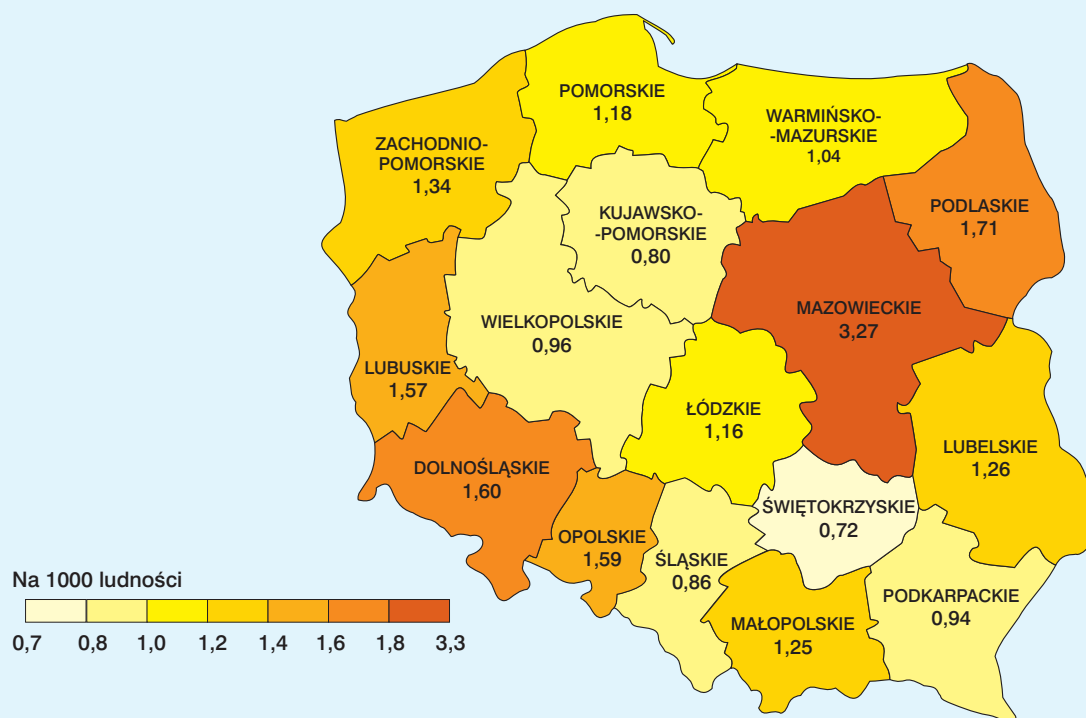 POMORSKIE
1,18
WARMIŃSKO-
-MAZURSKIE
1,04
ZACHODNIO-
POMORSKIE
1,34
PODLASKIE
1,71
KUJAWSKO-
-POMORSKIE
0,80
MAZOWIECKIE
3,27
WIELKOPOLSKIE
0,96
LUBUSKIE
1,57
ŁÓDZKIE
1,16
LUBELSKIE
1,26
DOLNOŚLĄSKIE
1,60
ŚWIĘTOKRZYSKIE
0,72
OPOLSKIE
1,59
ŚLĄSKIE
0,86
PODKARPACKIE
0,94
MAŁOPOLSKIE
1,25
Na 1000 ludności
0,7 0,8 1,0 1,2 1,4 1,6 1,8 3,3